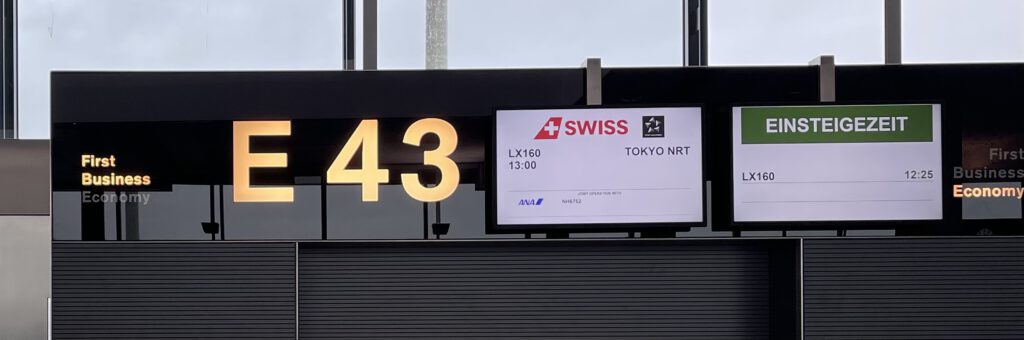 First
Business
Economy
E 43
SWISS
LX160
13:00
TOKYO NRT
JOINT OPERATION WITH
ANA
NH6752
EINSTEIGEZEIT
LX160 12:25
First
Business
Economy